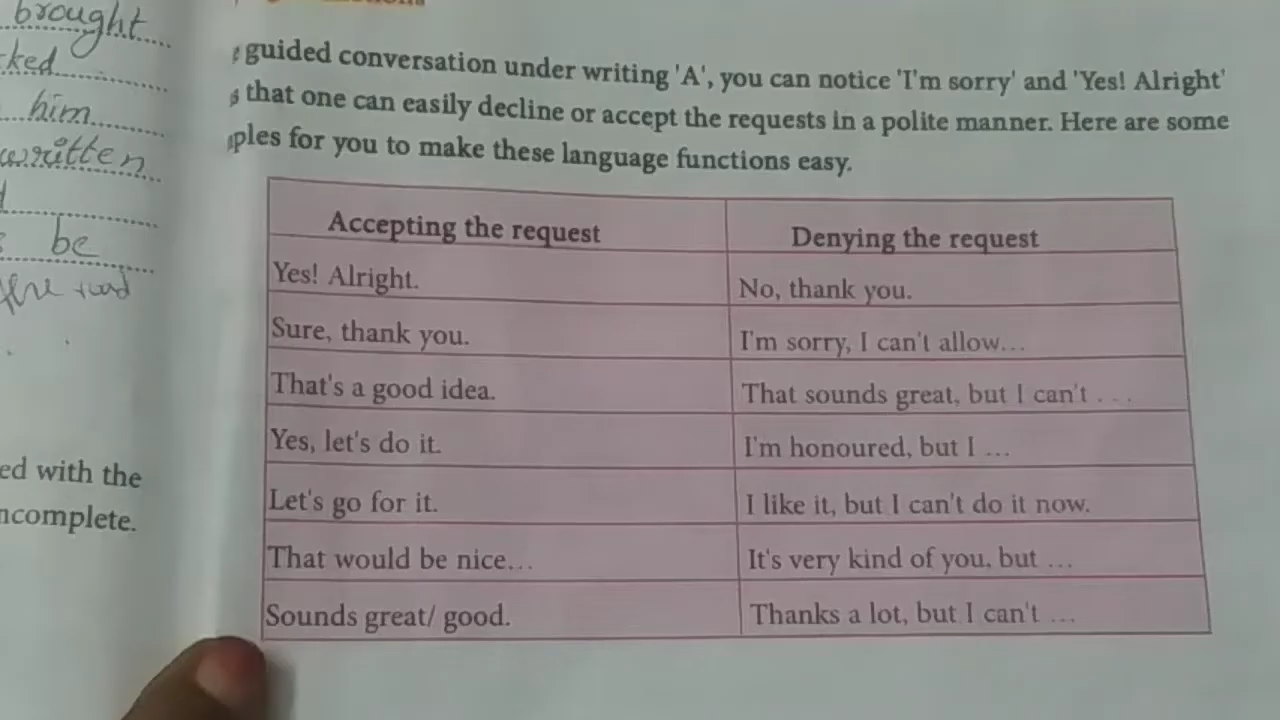 brought
ked
him
written
be
ed with the
ncomplete.
guided conversation under writing 'A', you can notice 'I'm sorry' and 'Yes! Alright'
that one can easily decline or accept the requests in a polite manner. Here are some
ples for you to make these language functions easy.
Accepting the request Denying the request
Yes! Alright. No, thank you.
Sure, thank you. I'm sorry, I can't allow...
That's a good idea. That sounds great, but I can't . . .
Yes, let's do it. I'm honoured, but I ...
Let's go for it. I like it, but I can't do it now.
That would be nice... It's very kind of you, but ...
Sounds great/ good. Thanks a lot, but I can't ...